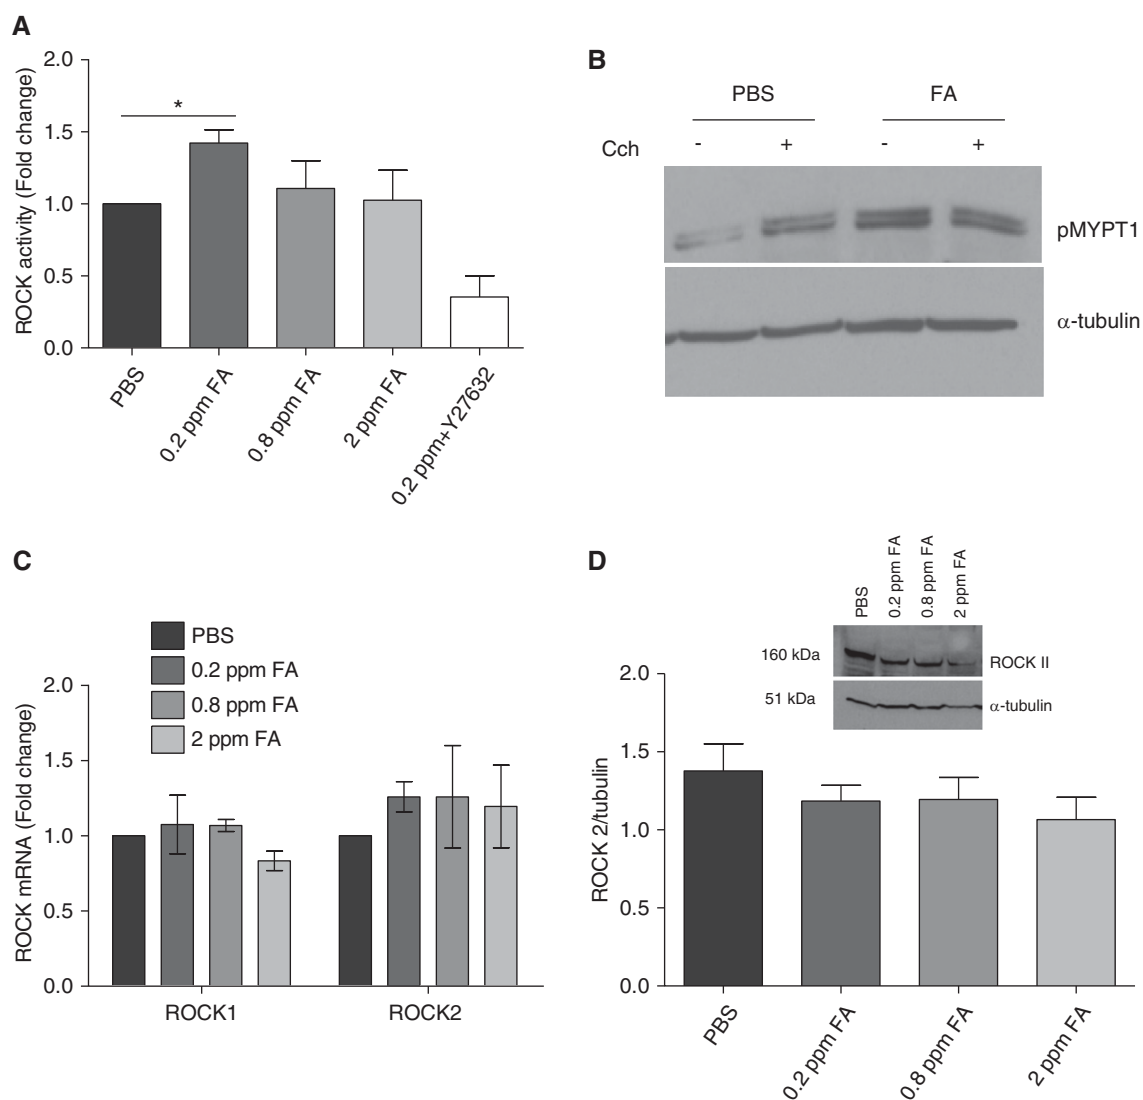 A
2.0
1.5
1.0
0.5
0.0
ROCK activity (Fold change)
*
PBS
0.2 ppm FA
0.8 ppm FA
2 ppm FA
0.2 ppm+Y27632
B
PBS FA
Cch - + - +
pMYPT1
α-tubulin
C
PBS
0.2 ppm FA
0.8 ppm FA
2 ppm FA
2.0
1.5
1.0
0.5
0.0
ROCK mRNA (Fold change)
ROCK1 ROCK2
D
PBS
0.2 ppm FA
0.8 ppm FA
2 ppm FA
160 kDa
ROCK II
51 kDa
α-tubulin
2.0
1.5
1.0
0.5
0.0
ROCK 2/tubulin
PBS
0.2 ppm FA
0.8 ppm FA
2 ppm FA